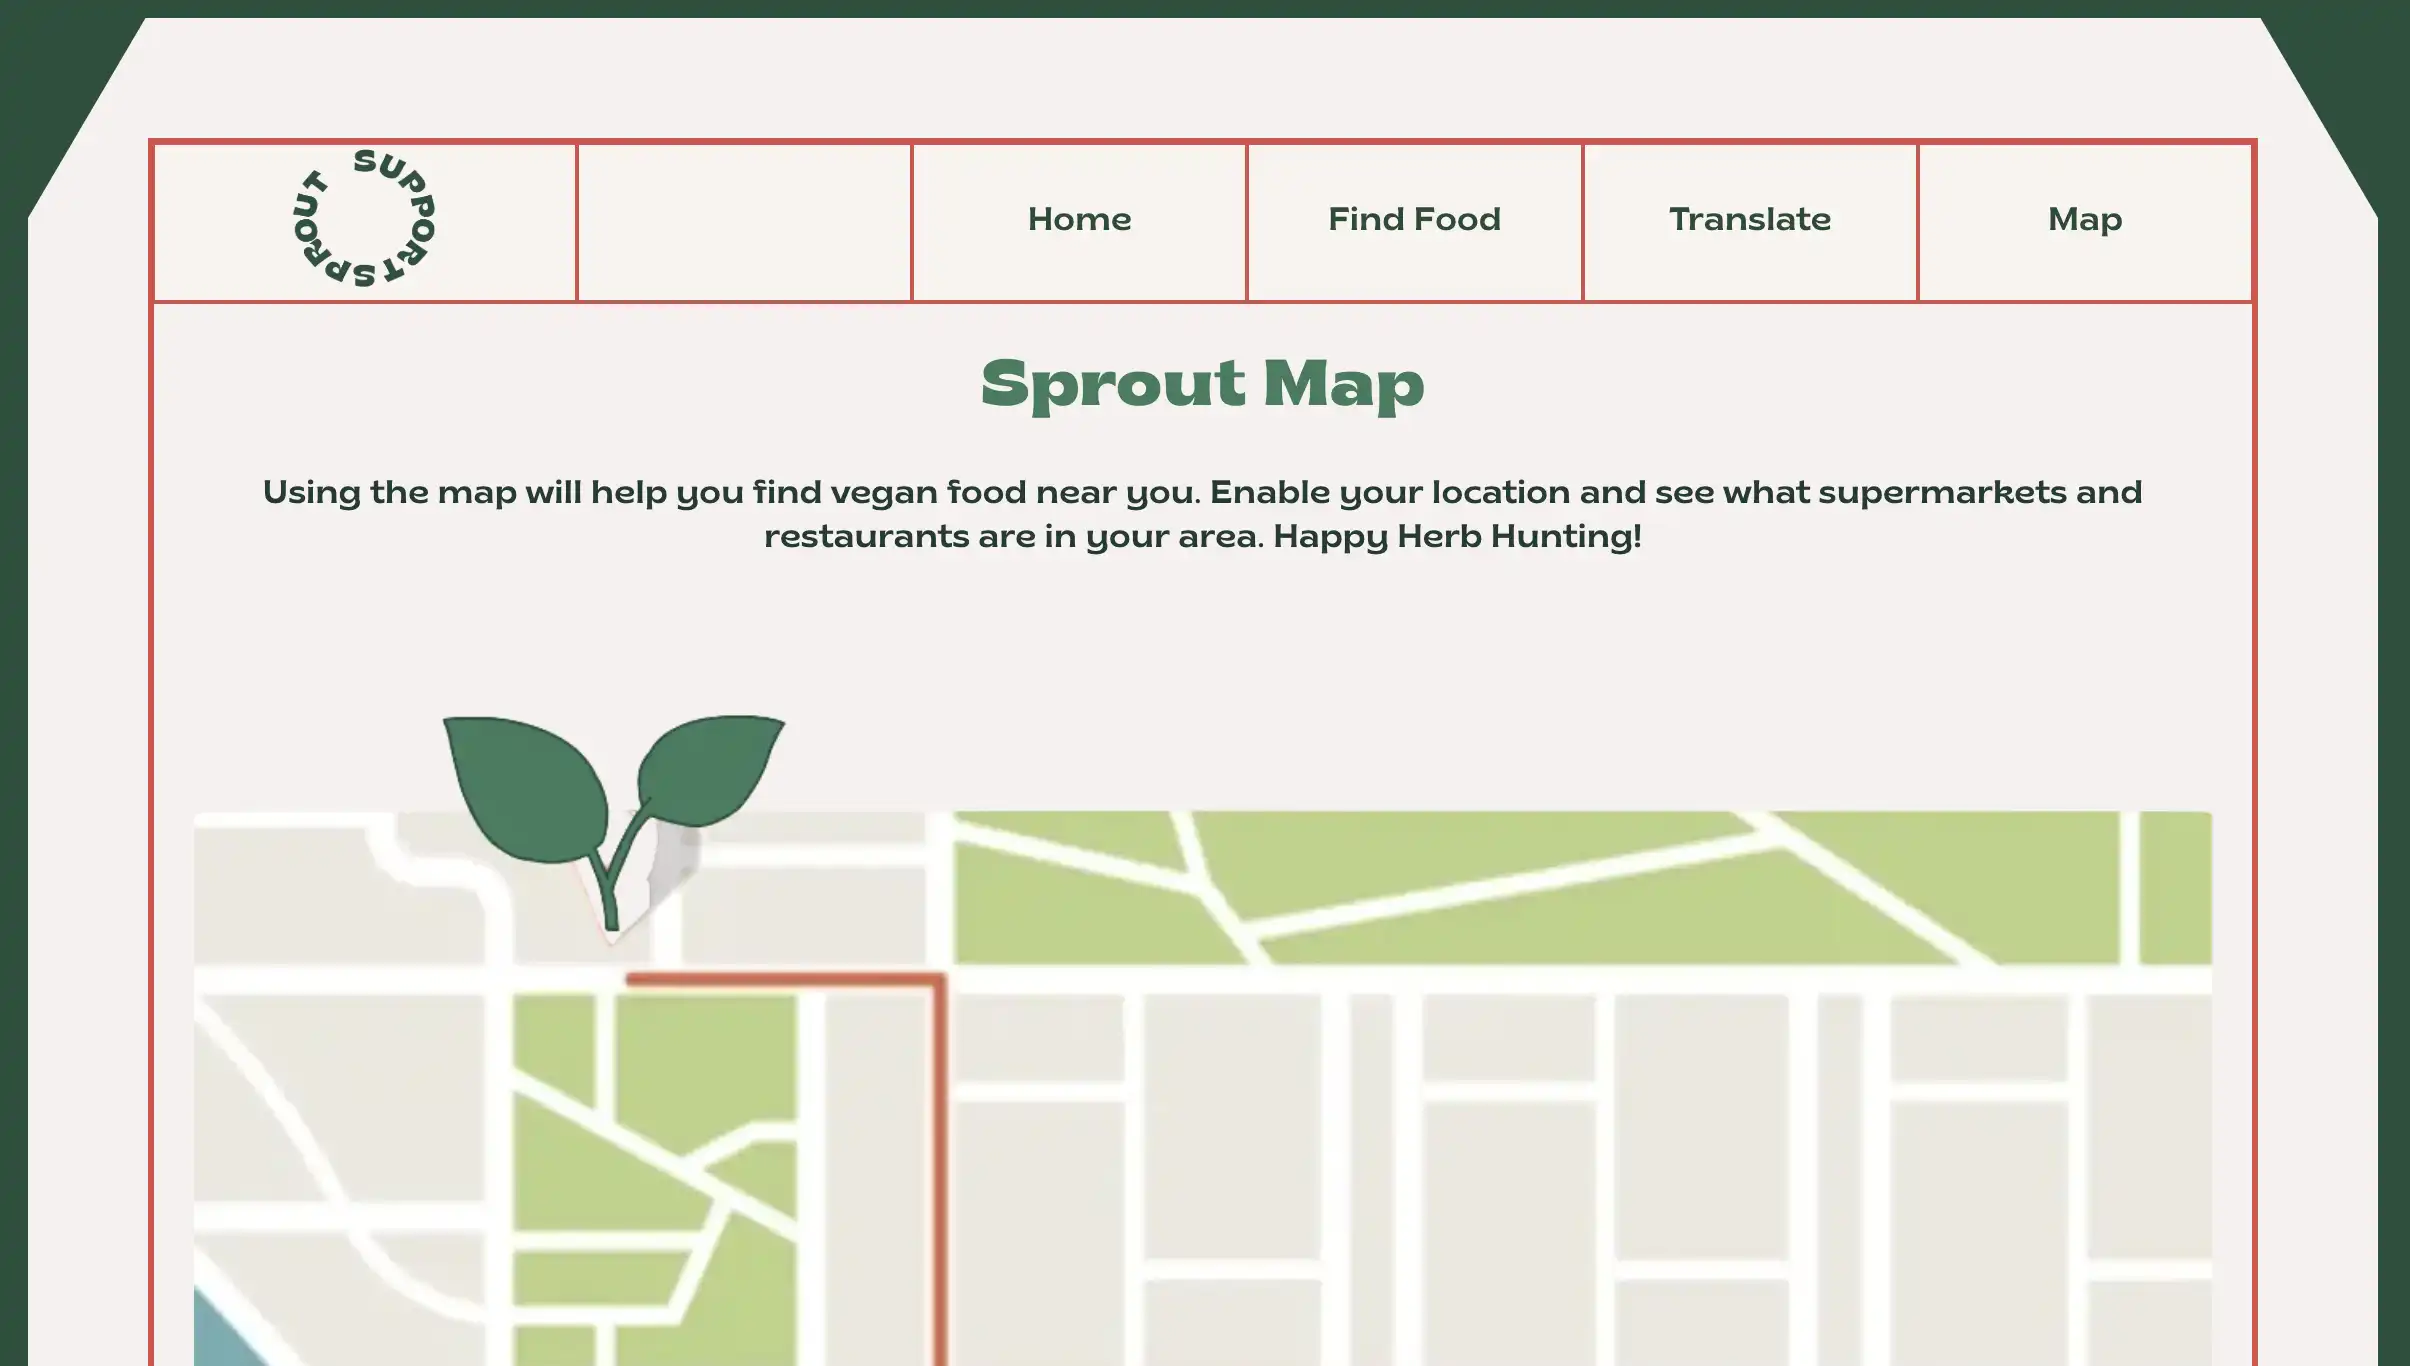 SUPPORT SPROUT
Home
Find Food
Translate
Map
Sprout Map
Using the map will help you find vegan food near you. Enable your location and see what supermarkets and
restaurants are in your area. Happy Herb Hunting!